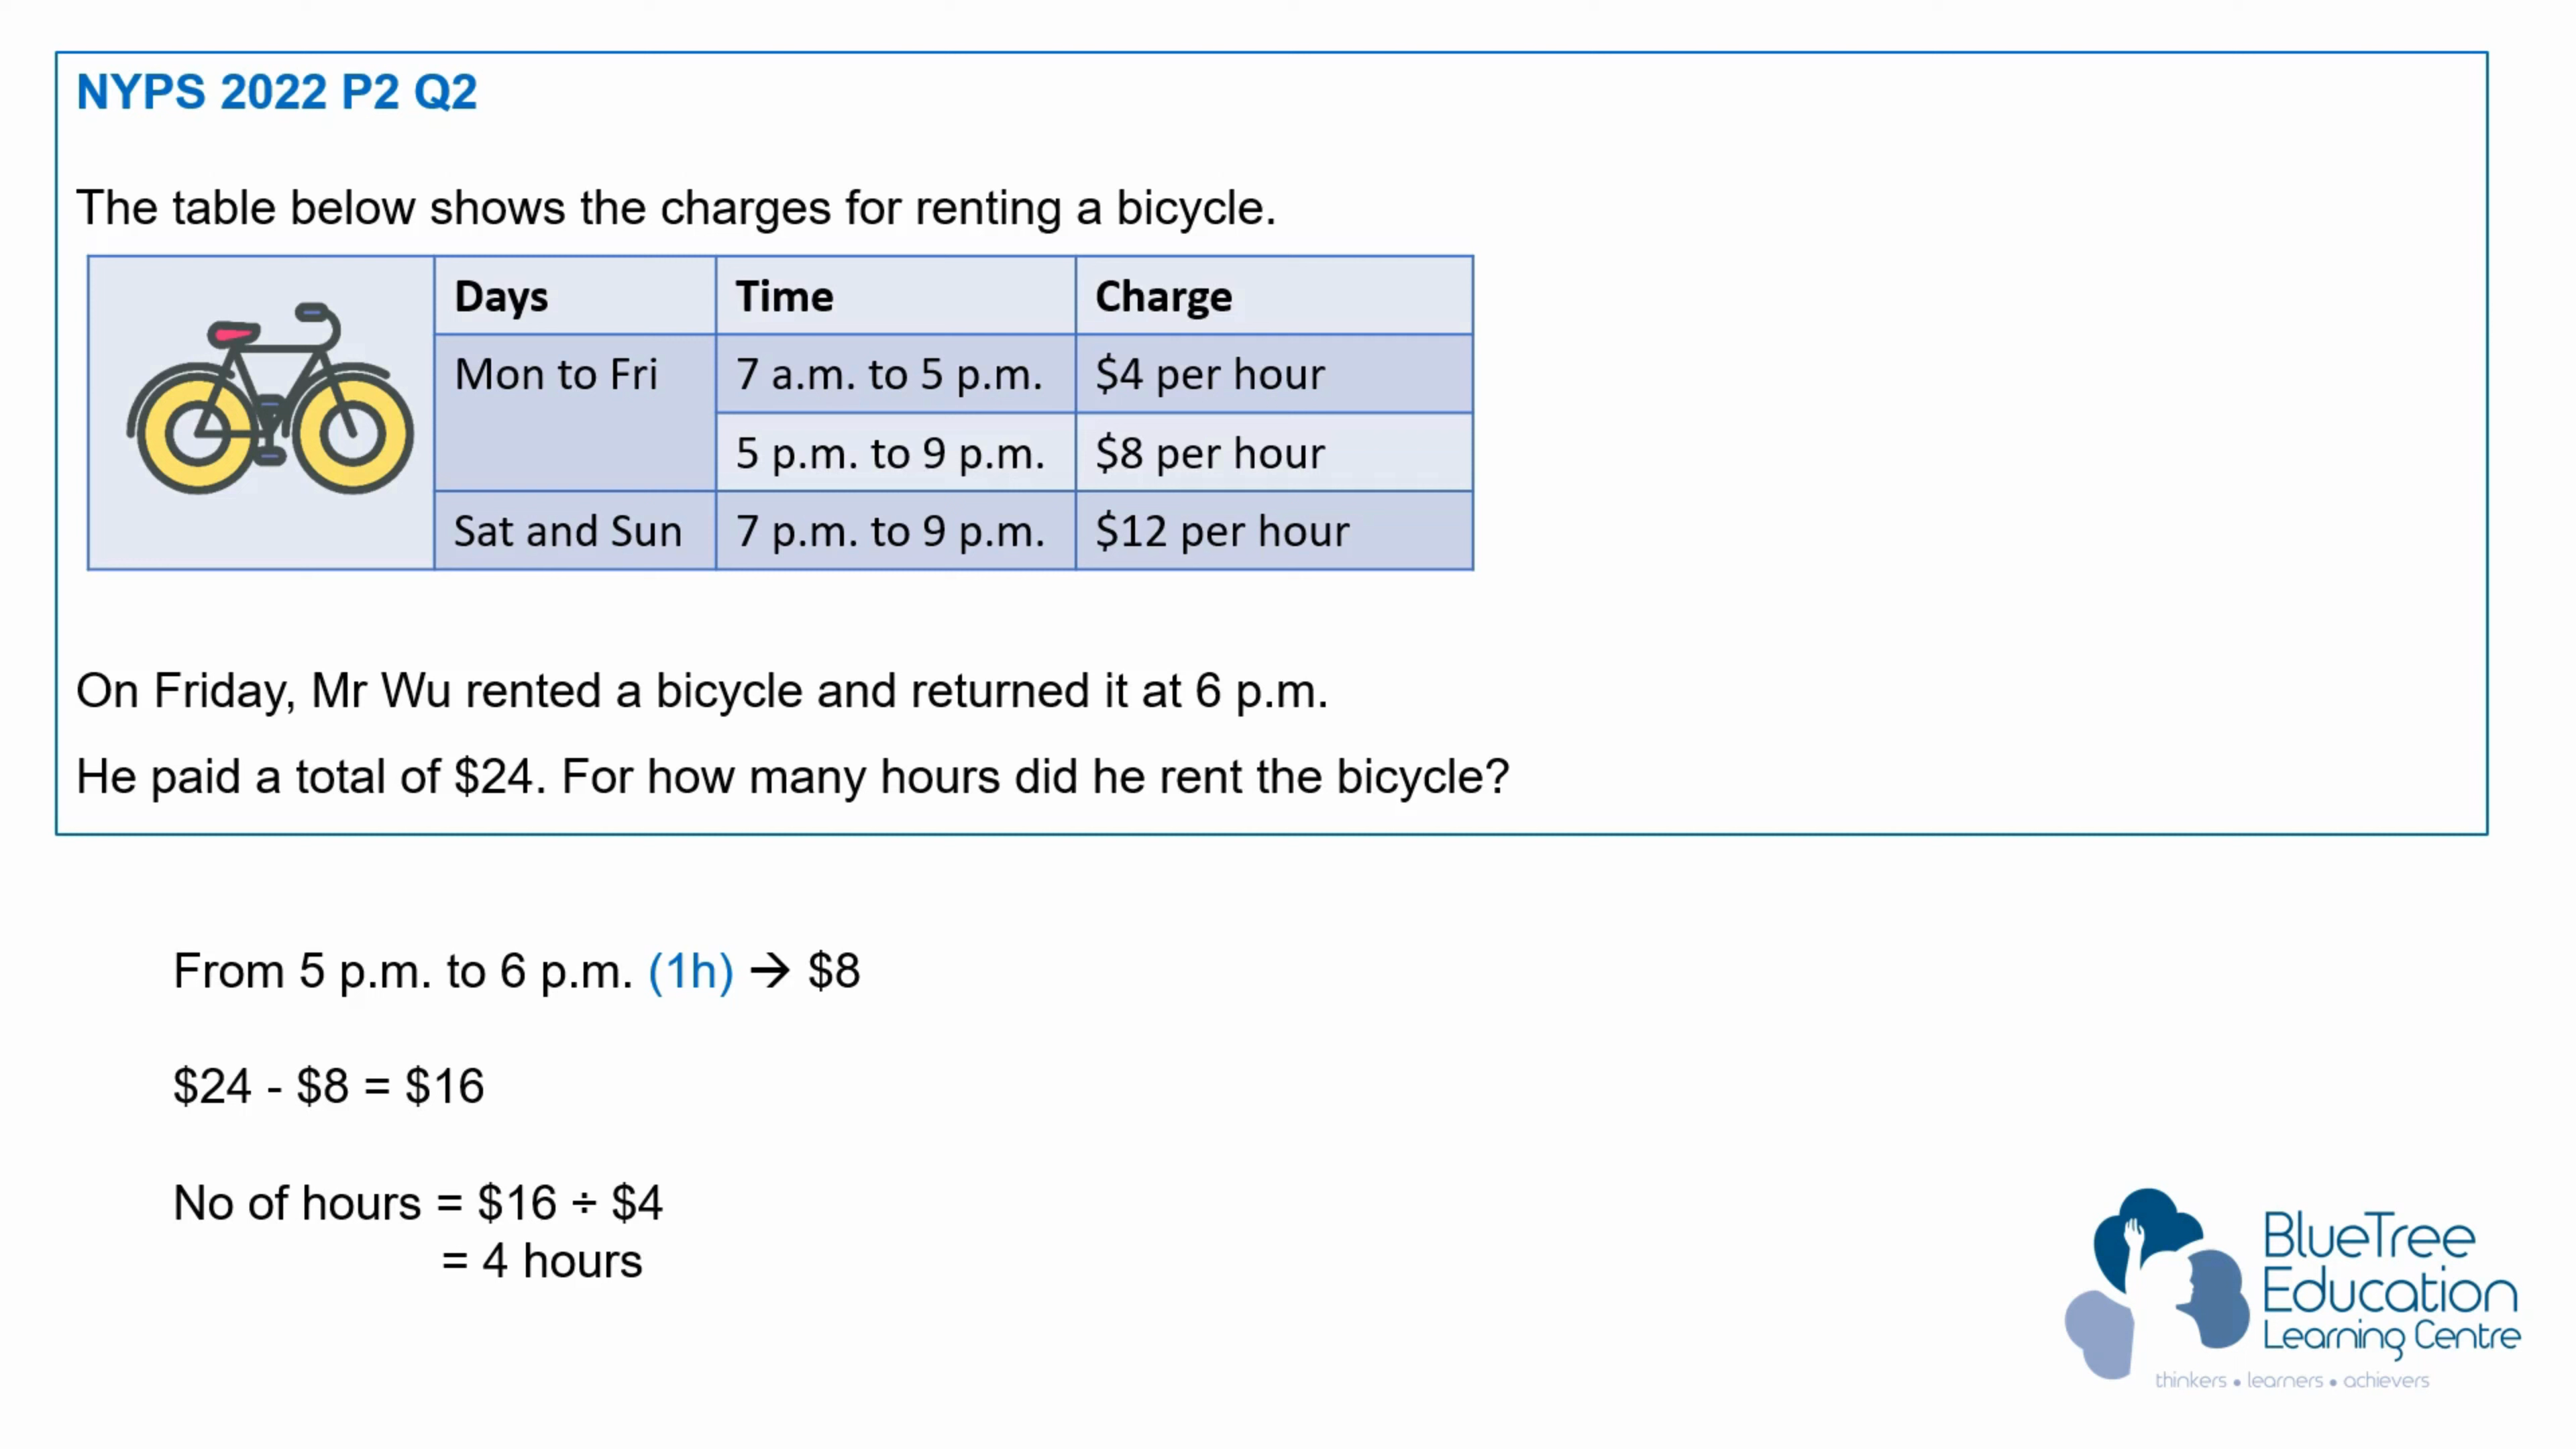 NYPS 2022 P2 Q2
The table below shows the charges for renting a bicycle.
Days Time Charge
Mon to Fri 7 a.m. to 5 p.m. $4 per hour
5 p.m. to 9 p.m. $8 per hour
Sat and Sun 7 p.m. to 9 p.m. $12 per hour
On Friday, Mr Wu rented a bicycle and returned it at 6 p.m.
He paid a total of $24. For how many hours did he rent the bicycle?
From 5 p.m. to 6 p.m. (1h) → $8
$24 - $8 = $16
No of hours = $16 ÷ $4
= 4 hours
BlueTree
Education
Learning Centre
thinkers • learners • achievers